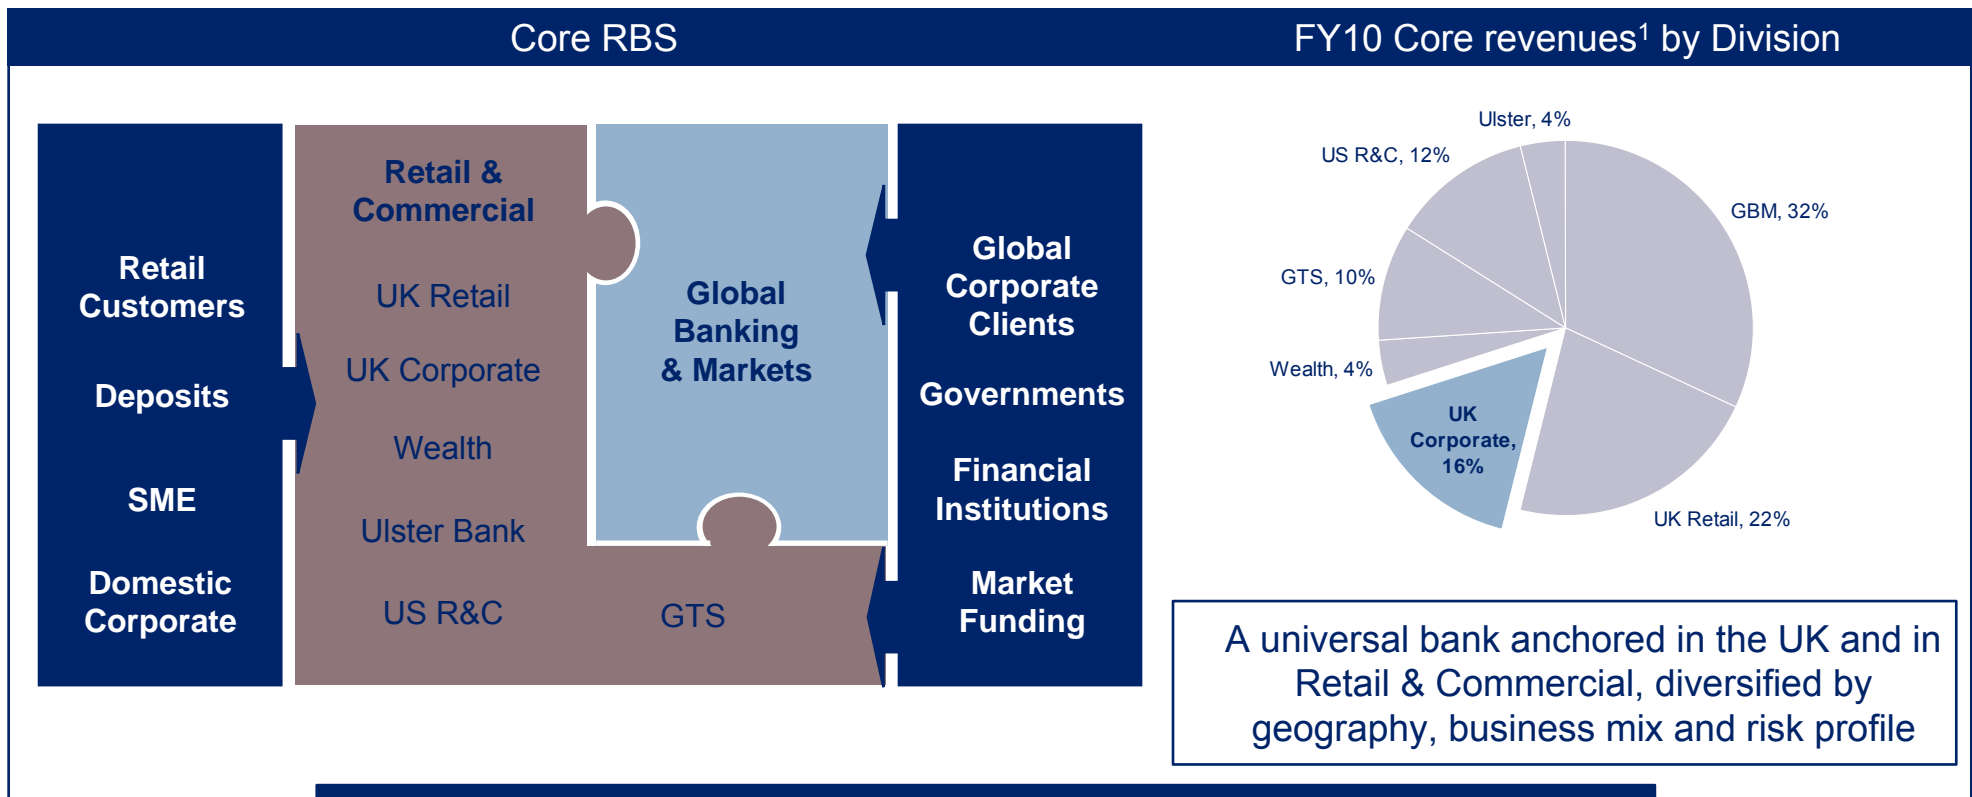 Core RBS
FY10 Core revenues¹ by Division
Retail
Customers
Deposits
SME
Domestic
Corporate
Retail &
Commercial
UK Retail
UK Corporate
Wealth
Ulster Bank
US R&C
GTS
Global
Banking
& Markets
Global
Corporate
Clients
Governments
Financial
Institutions
Market
Funding
Ulster, 4%
US R&C, 12%
GBM, 32%
GTS, 10%
Wealth, 4%
UK
Corporate,
16%
UK Retail, 22%
A universal bank anchored in the UK and in
Retail & Commercial, diversified by
geography, business mix and risk profile